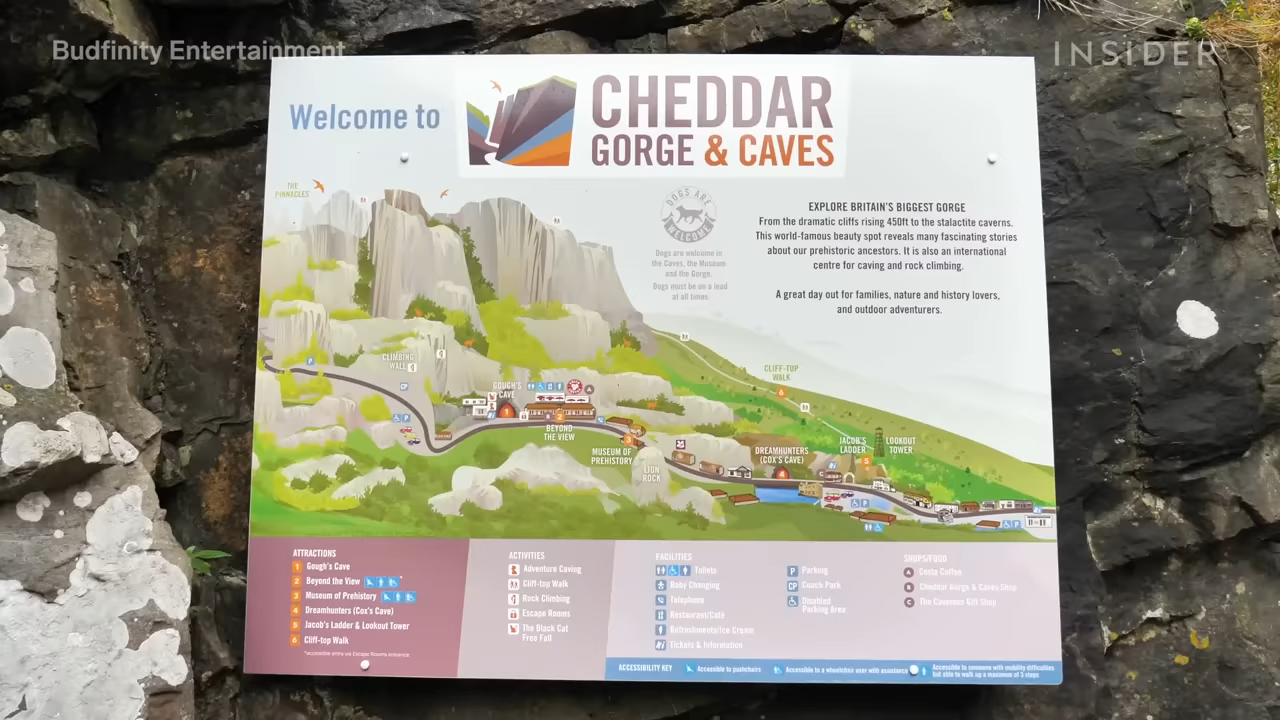 Budfinity Entertainment
INSIDER
Welcome to
CHEDDAR
GORGE & CAVES
THE
PINNACLES
DOGS ARE
WELCOME
Dogs are welcome in
the Caves, the Museum
and the Gorge.
Dogs must be on a lead
at all times.
EXPLORE BRITAIN'S BIGGEST GORGE
From the dramatic cliffs rising 450ft to the stalactite caverns.
This world-famous beauty spot reveals many fascinating stories
about our prehistoric ancestors. It is also an international
centre for caving and rock climbing.
A great day out for families, nature and history lovers,
and outdoor adventurers.
CLIMBING
WALL
GOUGH'S
CAVE
BEYOND
THE VIEW
MUSEUM OF
PREHISTORY
LION
ROCK
CLIFF-TOP
WALK
DREAMHUNTERS
(COX'S CAVE)
JACOB'S
LADDER
LOOKOUT
TOWER
ATTRACTIONS
1 Gough's Cave
2 Beyond the View *
3 Museum of Prehistory
4 Dreamhunters (Cox's Cave)
5 Jacob's Ladder & Lookout Tower
6 Cliff-top Walk
*accessible entry via Escape Rooms entrance
ACTIVITIES
Adventure Caving
Cliff-top Walk
Rock Climbing
Escape Rooms
The Black Cat
Free Fall
FACILITIES
Toilets
Baby Changing
Telephone
Restaurant/Café
Refreshments/Ice Cream
Tickets & Information
P Parking
CP Coach Park
Disabled
Parking Area
SHOPS/FOOD
A Costa Coffee
B Cheddar Gorge & Caves Shop
C The Cavemen Gift Shop
ACCESSIBILITY KEY
Accessible to pushchairs
Accessible to a wheelchair user with assistance
Accessible to someone with mobility difficulties
but able to walk up a maximum of 3 steps